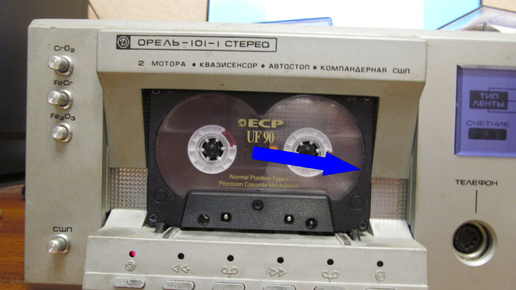 ОРЕЛЬ-101-1 СТЕРЕО
2 МОТОРА • КВАЗИСЕНСОР • АВТОСТОП • КОМПАНДЕРНАЯ СШП
CrO₂
FeCr
Fe₂O₃
СШП
ECP
UF 90
Normal Position Type I
Precision Cassette Mechanism
ТИП
ЛЕНТЫ
СЧЕТЧИК
ТЕЛЕФОН